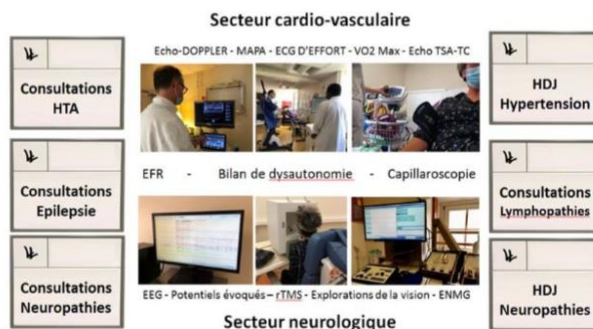 Secteur cardio-vasculaire
Echo-DOPPLER - MAPA - ECG D'EFFORT - VO2 Max - Echo TSA-TC
Consultations
HTA
HDJ
Hypertension
EFR - Bilan de dysautonomie - Capillaroscopie
Consultations
Epilepsie
Consultations
Lymphopathies
Consultations
Neuropathies
HDJ
Neuropathies
EEG - Potentiels évoqués – rTMS - Explorations de la vision - ENMG
Secteur neurologique